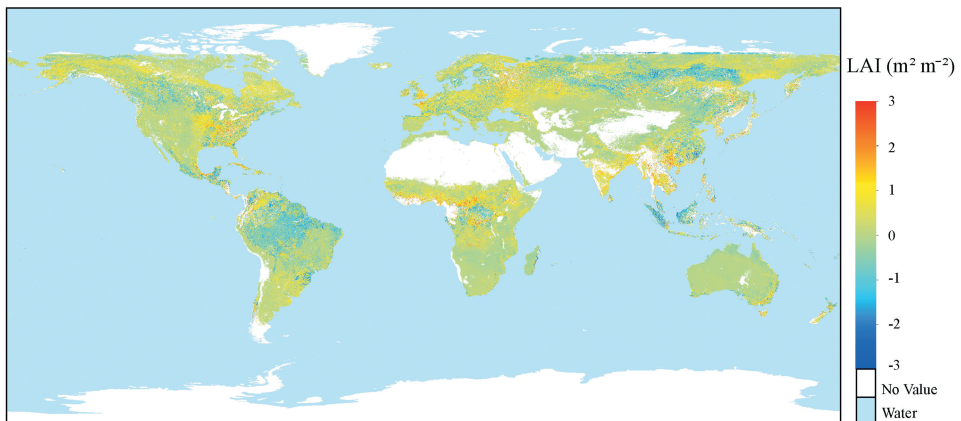 LAI (m² m⁻²)
3
2
1
0
-1
-2
-3
No Value
Water